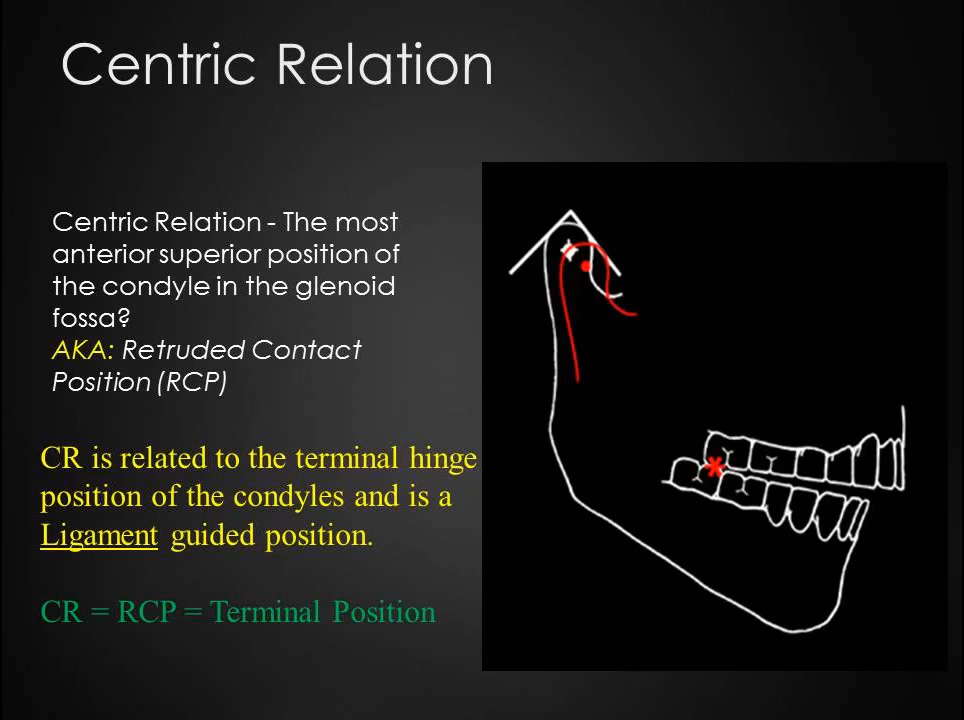 Centric Relation
Centric Relation - The most
anterior superior position of
the condyle in the glenoid
fossa?
AKA: Retruded Contact
Position (RCP)
CR is related to the terminal hinge
position of the condyles and is a
Ligament guided position.
CR = RCP = Terminal Position